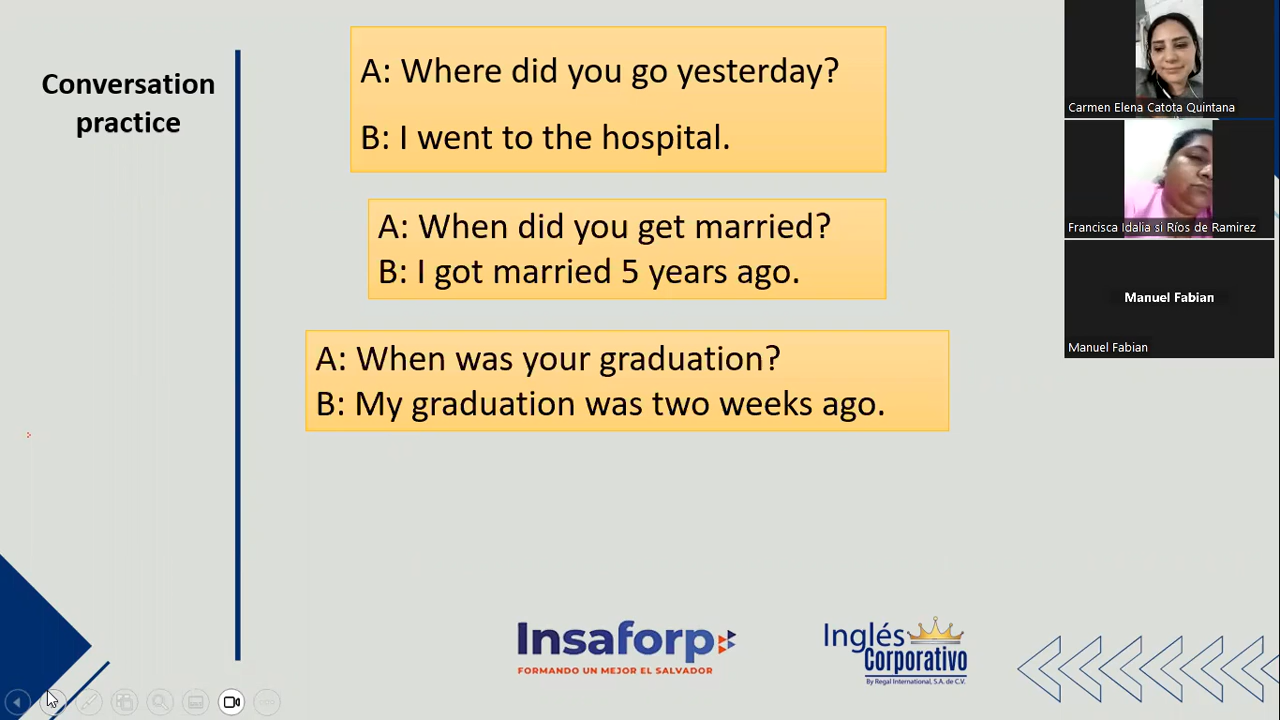 Conversation
practice
A: Where did you go yesterday?
B: I went to the hospital.
A: When did you get married?
B: I got married 5 years ago.
A: When was your graduation?
B: My graduation was two weeks ago.
Carmen Elena Catota Quintana
Francisca Idalia si Ríos de Ramirez
Manuel Fabian
Manuel Fabian
Insaforp
FORMANDO UN MEJOR EL SALVADOR
Inglés
Corporativo
By Regal International, S.A. de C.V.